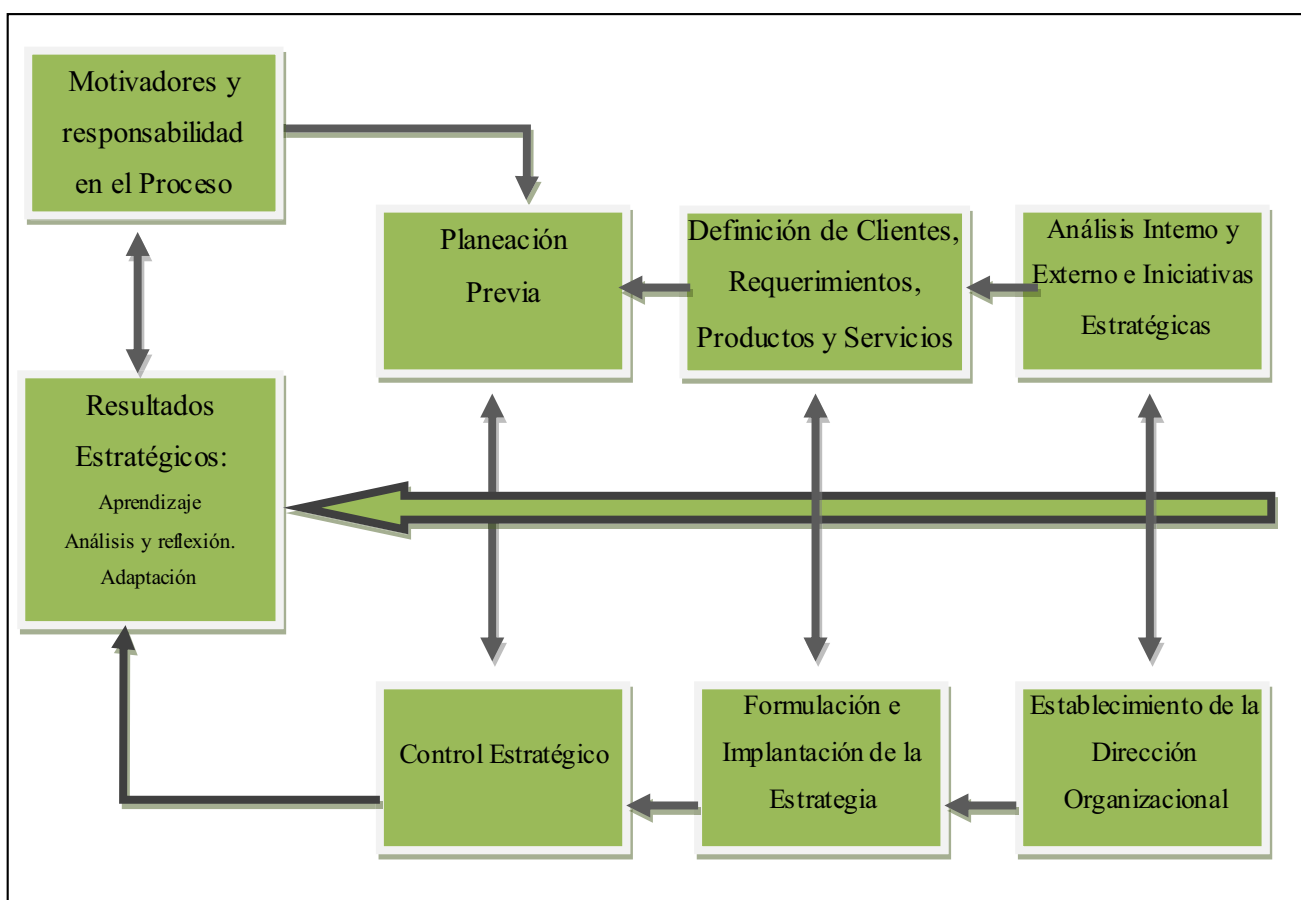 Motivadores y
responsabilidad
en el Proceso
Planeación
Previa
Definición de Clientes,
Requerimientos,
Productos y Servicios
Análisis Interno y
Externo e Iniciativas
Estratégicas
Resultados
Estratégicos:
Aprendizaje
Análisis y reflexión.
Adaptación
Control Estratégico
Formulación e
Implantación de la
Estrategia
Establecimiento de la
Dirección
Organizacional